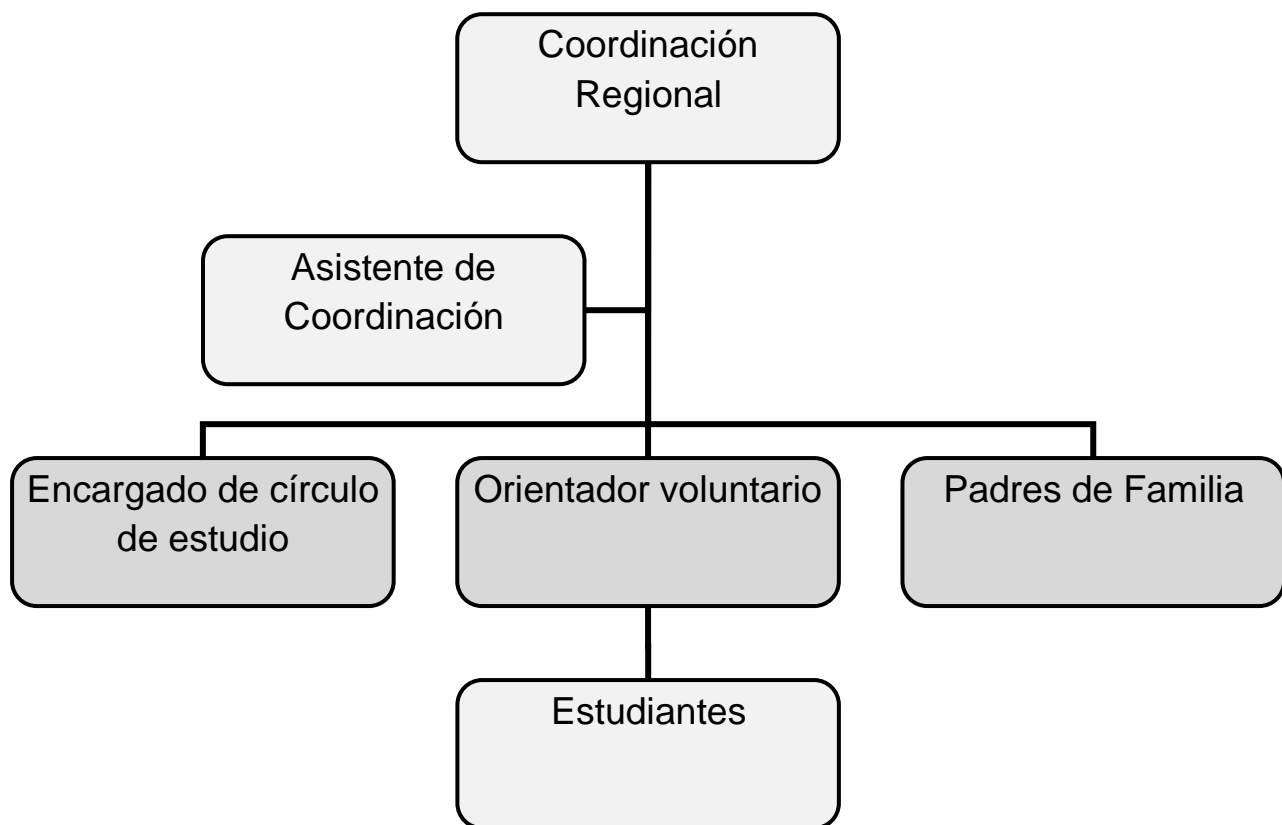 Coordinación
Regional
Asistente de
Coordinación
Encargado de círculo
de estudio
Orientador voluntario
Padres de Familia
Estudiantes